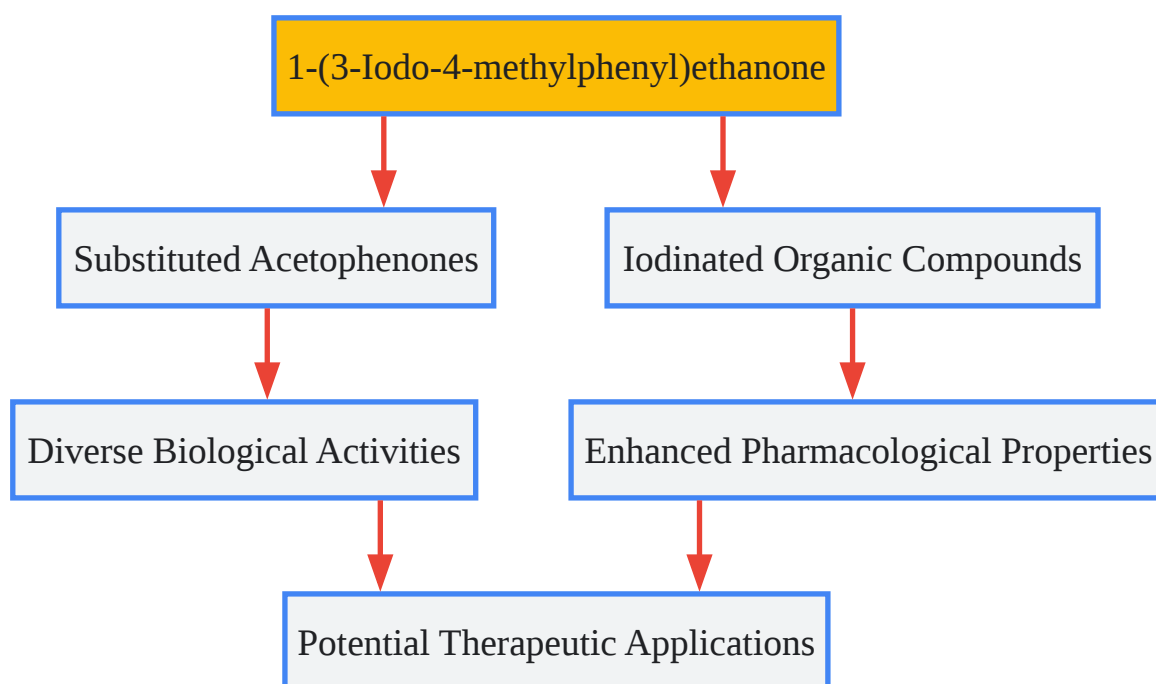 1-(3-Iodo-4-methylphenyl)ethanone
Substituted Acetophenones
Iodinated Organic Compounds
Diverse Biological Activities
Enhanced Pharmacological Properties
Potential Therapeutic Applications